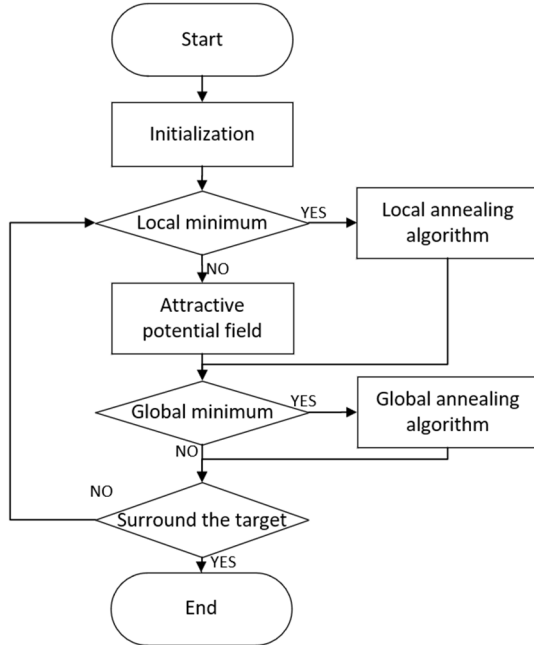 Start
Initialization
Local minimum
YES
Local annealing
algorithm
NO
Attractive
potential field
Global minimum
YES
Global annealing
algorithm
NO
NO
Surround the target
YES
End